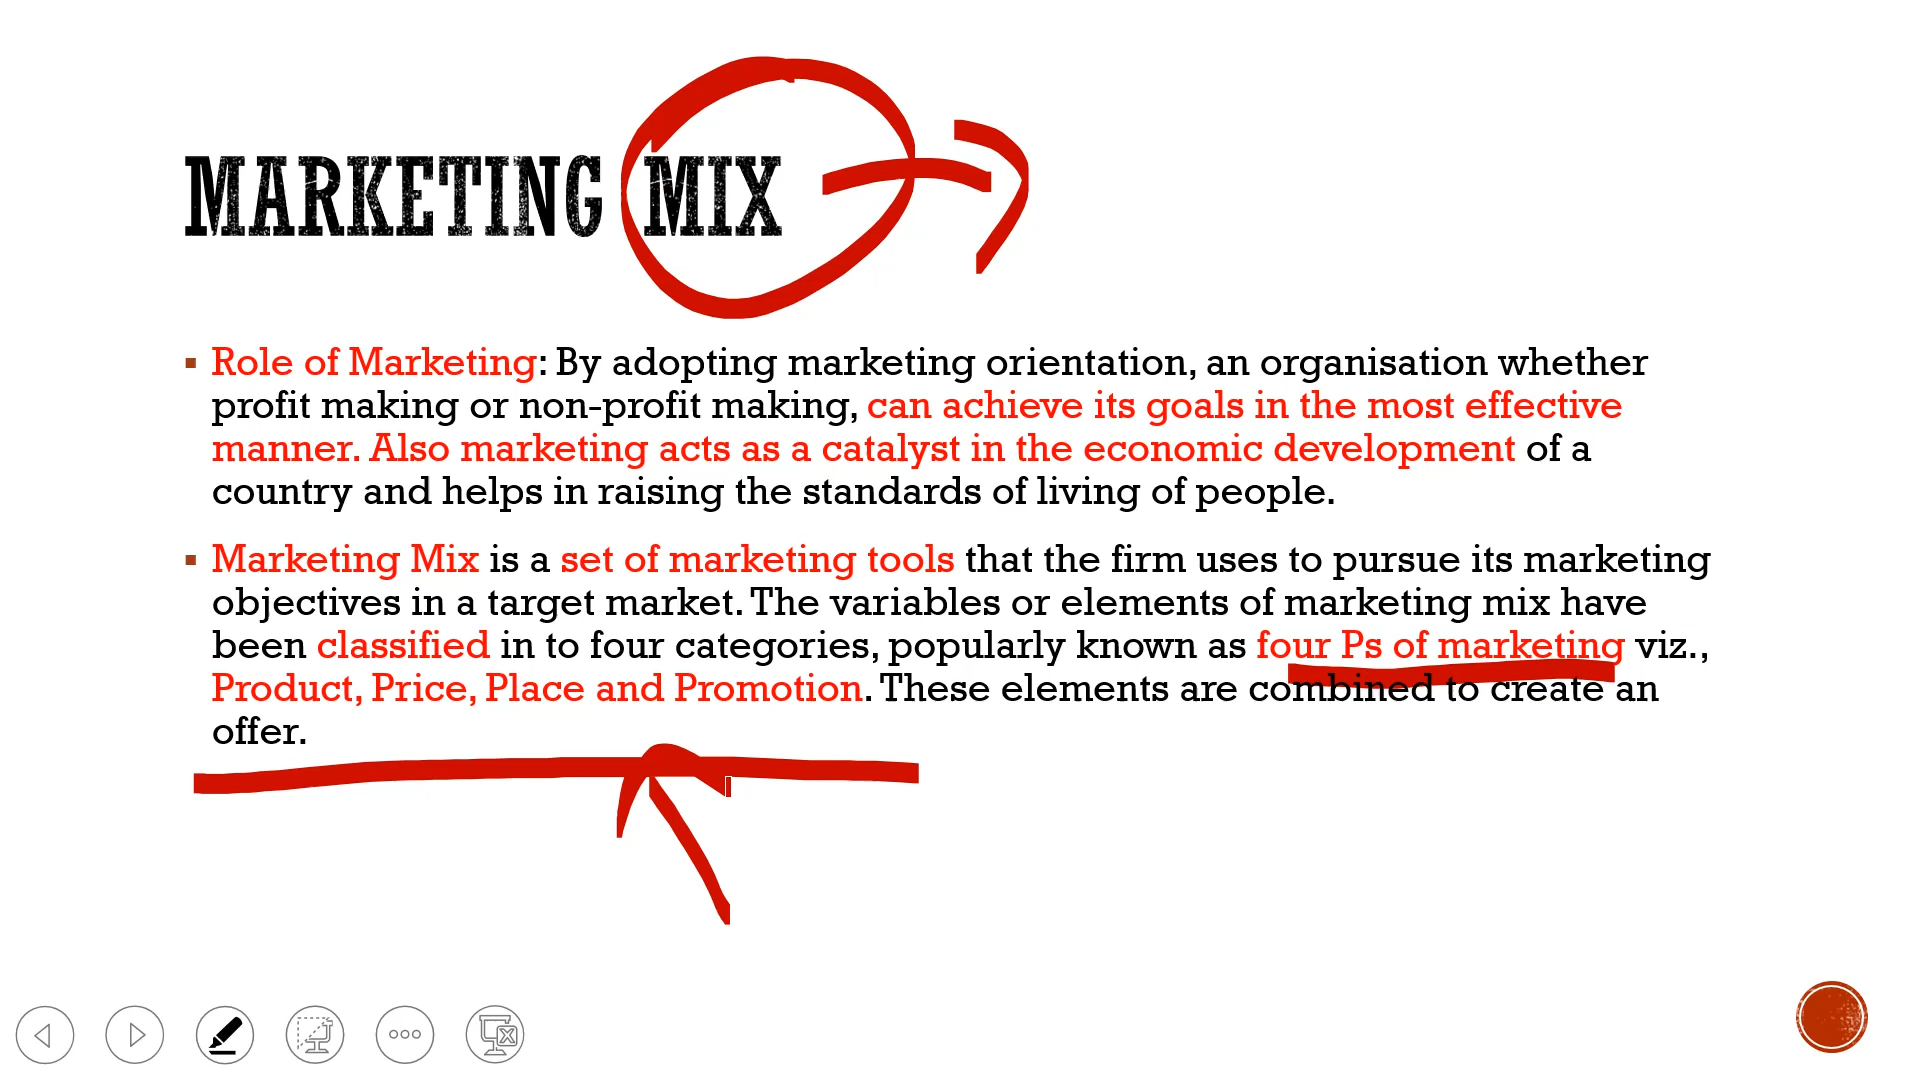 MARKETING MIX
Role of Marketing: By adopting marketing orientation, an organisation whether
profit making or non-profit making, can achieve its goals in the most effective
manner. Also marketing acts as a catalyst in the economic development of a
country and helps in raising the standards of living of people.
Marketing Mix is a set of marketing tools that the firm uses to pursue its marketing
objectives in a target market. The variables or elements of marketing mix have
been classified in to four categories, popularly known as four Ps of marketing viz.,
Product, Price, Place and Promotion. These elements are combined to create an
offer.